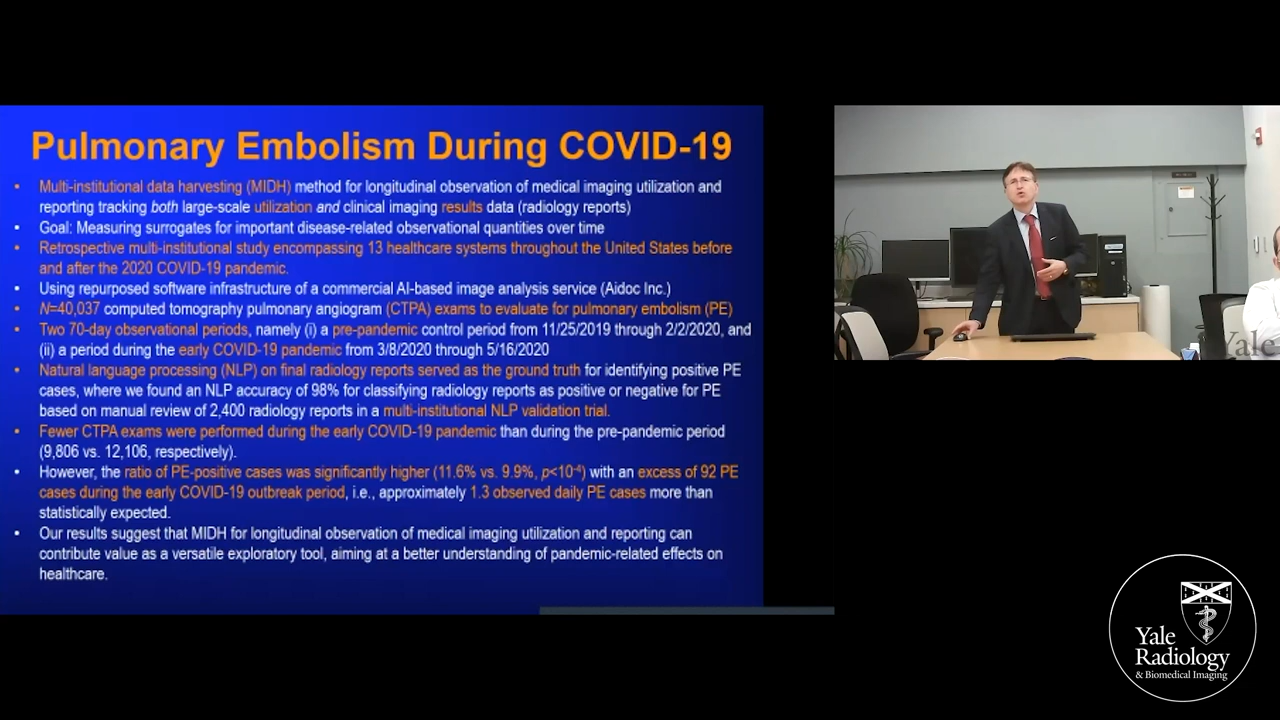 Pulmonary Embolism During COVID-19
• Multi-institutional data harvesting (MIDH) method for longitudinal observation of medical imaging utilization and
reporting tracking both large-scale utilization and clinical imaging results data (radiology reports)
• Goal: Measuring surrogates for important disease-related observational quantities over time
• Retrospective multi-institutional study encompassing 13 healthcare systems throughout the United States before
and after the 2020 COVID-19 pandemic.
• Using repurposed software infrastructure of a commercial AI-based image analysis service (Aidoc Inc.)
• N=40,037 computed tomography pulmonary angiogram (CTPA) exams to evaluate for pulmonary embolism (PE)
• Two 70-day observational periods, namely (i) a pre-pandemic control period from 11/25/2019 through 2/2/2020, and
(ii) a period during the early COVID-19 pandemic from 3/8/2020 through 5/16/2020
• Natural language processing (NLP) on final radiology reports served as the ground truth for identifying positive PE
cases, where we found an NLP accuracy of 98% for classifying radiology reports as positive or negative for PE
based on manual review of 2,400 radiology reports in a multi-institutional NLP validation trial.
• Fewer CTPA exams were performed during the early COVID-19 pandemic than during the pre-pandemic period
(9,806 vs. 12,106, respectively).
• However, the ratio of PE-positive cases was significantly higher (11.6% vs. 9.9%, p<10⁻⁴) with an excess of 92 PE
cases during the early COVID-19 outbreak period, i.e., approximately 1.3 observed daily PE cases more than
statistically expected.
• Our results suggest that MIDH for longitudinal observation of medical imaging utilization and reporting can
contribute value as a versatile exploratory tool, aiming at a better understanding of pandemic-related effects on
healthcare.
Yale
Yale
Radiology
& Biomedical Imaging